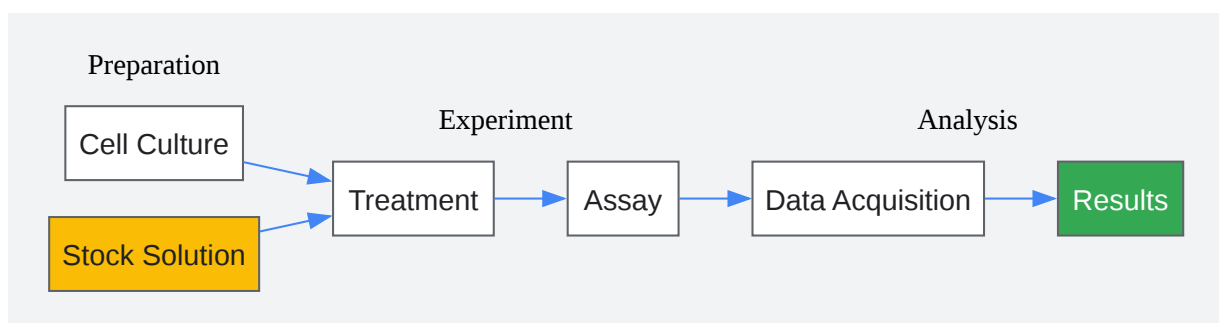 Preparation
Cell Culture
Stock Solution
Experiment
Treatment
Assay
Analysis
Data Acquisition
Results